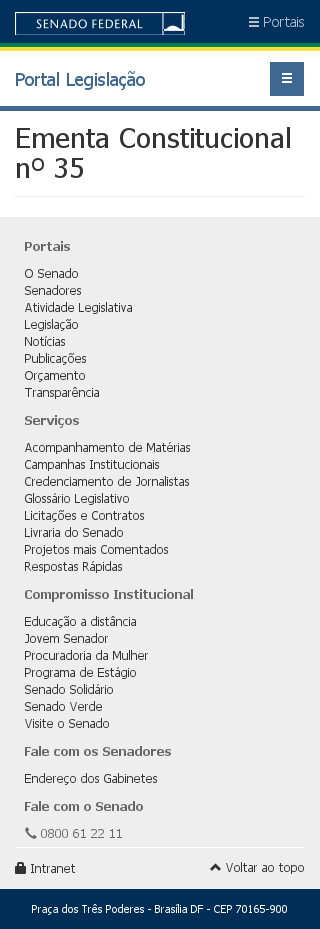 SENADO FEDERAL
Portais
Portal Legislação
Ementa Constitucional
nº 35
Portais
O Senado
Senadores
Atividade Legislativa
Legislação
Notícias
Publicações
Orçamento
Transparência
Serviços
Acompanhamento de Matérias
Campanhas Institucionais
Credenciamento de Jornalistas
Glossário Legislativo
Licitações e Contratos
Livraria do Senado
Projetos mais Comentados
Respostas Rápidas
Compromisso Institucional
Educação a distância
Jovem Senador
Procuradoria da Mulher
Programa de Estágio
Senado Solidário
Senado Verde
Visite o Senado
Fale com os Senadores
Endereço dos Gabinetes
Fale com o Senado
0800 61 22 11
Intranet
Voltar ao topo
Praça dos Três Poderes - Brasília DF - CEP 70165-900